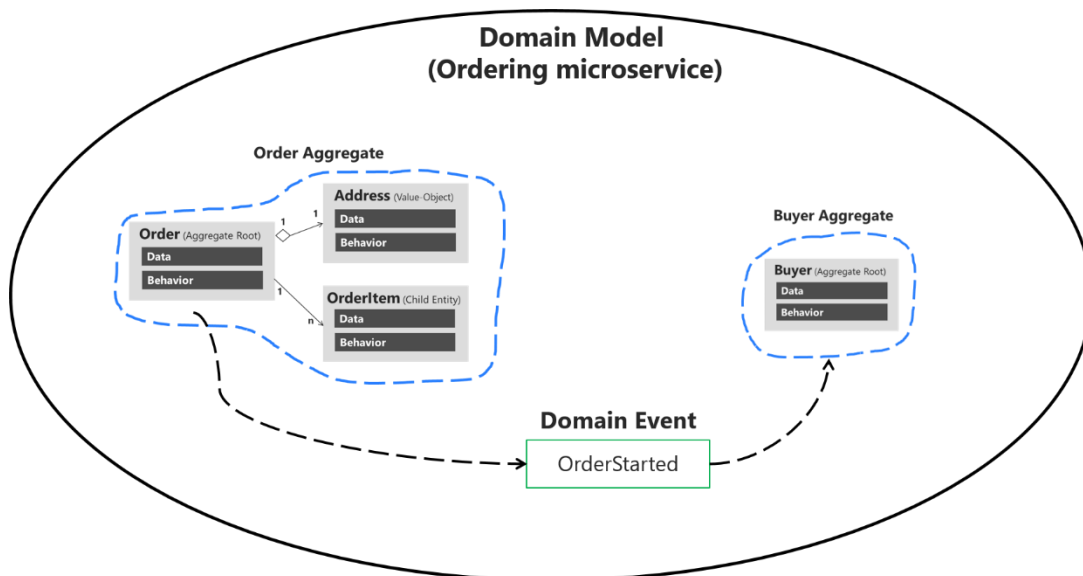 Domain Model
(Ordering microservice)
Order Aggregate
Address (Value-Object)
Data
Behavior
1
1
Order (Aggregate Root)
Data
Behavior
1
n
OrderItem (Child Entity)
Data
Behavior
Buyer Aggregate
Buyer (Aggregate Root)
Data
Behavior
Domain Event
OrderStarted